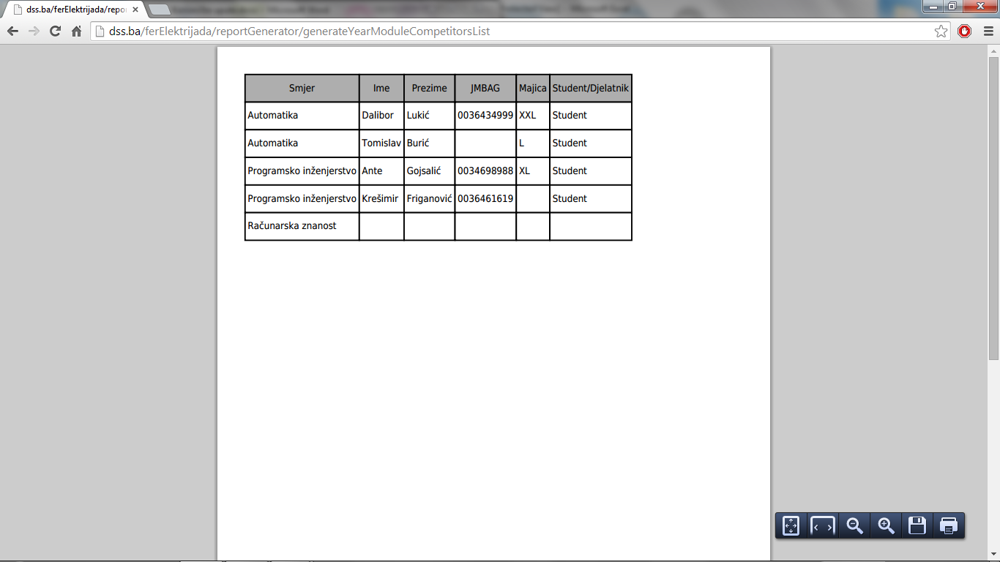 dss.ba/ferElektrijada/repo
dss.ba/ferElektrijada/reportGenerator/generateYearModuleCompetitorsList
Smjer Ime Prezime JMBAG Majica Student/Djelatnik
Automatika Dalibor Lukić 0036434999 XXL Student
Automatika Tomislav Burić L Student
Programsko inženjerstvo Ante Gojsalić 0034698988 XL Student
Programsko inženjerstvo Krešimir Friganović 0036461619 Student
Računarska znanost